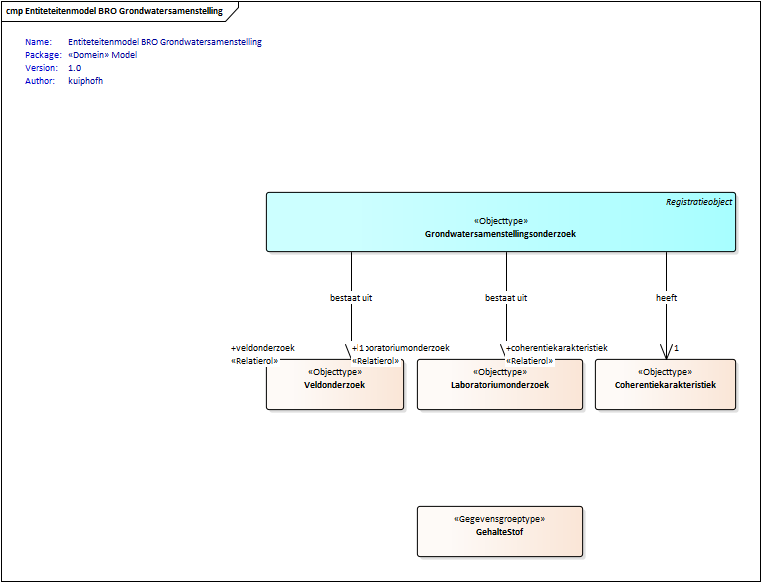 cmp Entiteteitenmodel BRO Grondwatersamenstelling
Name: Entiteteitenmodel BRO Grondwatersamenstelling
Package: «Domein» Model
Version: 1.0
Author: kuiphofh
Registratieobject
«Objecttype»
Grondwatersamenstellingsonderzoek
bestaat uit
bestaat uit
heeft
+veldonderzoek
1
oratoriumonderzoek
+coherentiekarakteristiek
1
«Relatierol»
«Relatierol»
«Relatierol»
«Objecttype»
Veldonderzoek
«Objecttype»
Laboratoriumonderzoek
«Objecttype»
Coherentiekarakteristiek
«Gegevensgroeptype»
GehalteStof